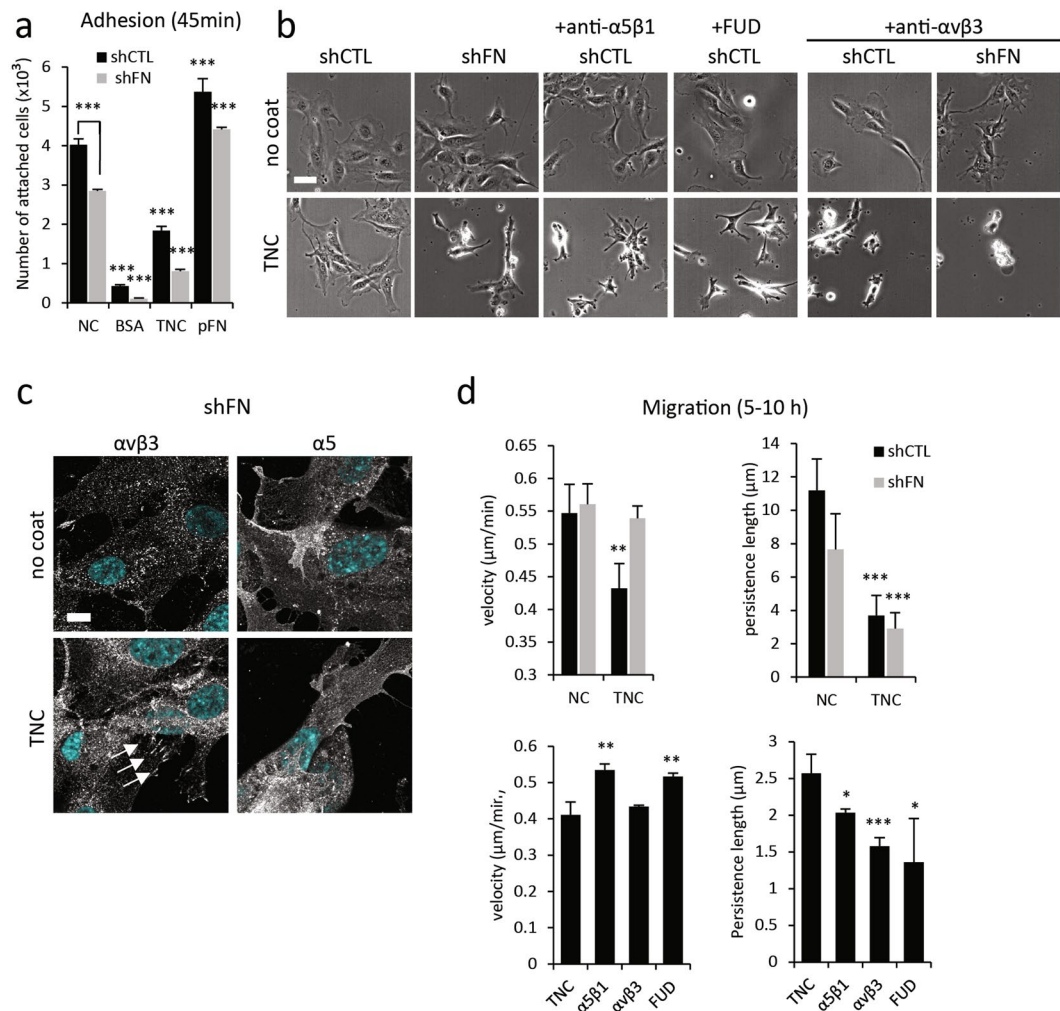 a
Adhesion (45min)
shCTL
shFN
Number of attached cells (x10³)
7
6
5
4
3
2
1
0
***
***
***
***
***
***
***
NC BSA TNC pFN
b
+anti-α5β1 +FUD +anti-αvβ3
shCTL shFN shCTL shCTL shCTL shFN
no coat
TNC
c
shFN
αvβ3 α5
no coat
TNC
d
Migration (5-10 h)
velocity (µm/min)
0.65
0.6
0.55
0.5
0.45
0.4
0.35
0.3
**
NC TNC
persistence length (µm)
14
12
10
8
6
4
2
0
shCTL
shFN
***
***
NC TNC
velocity (µm/mir.,
0.6
0.5
0.4
0.3
0.2
0.1
0
**
**
TNC α5β1 αvβ3 FUD
Persistence length (µm)
3
2.5
2
1.5
1
0.5
0
*
***
*
TNC α5β1 αvβ3 FUD